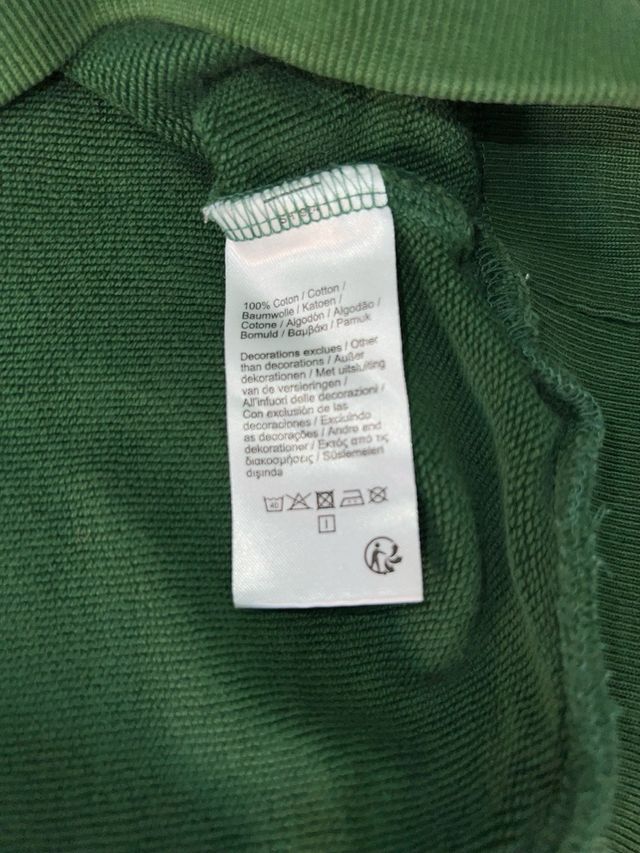 100% Coton / Cotton /
Baumwolle / Katoen /
Cotone / Algodón / Algodão /
Bomuld / Βαμβάκι / Pamuk
Decorations exclues / Other
than decorations / Außer
dekorationen / Met uitsluiting
van de versieringen /
All'infuori delle decorazioni /
Con exclusión de las
decoraciones / Excluindo
as decorações / Andre end
dekorationer / Εκτός από τις
διακοσμήσεις / Süslemeleri
dışında
40